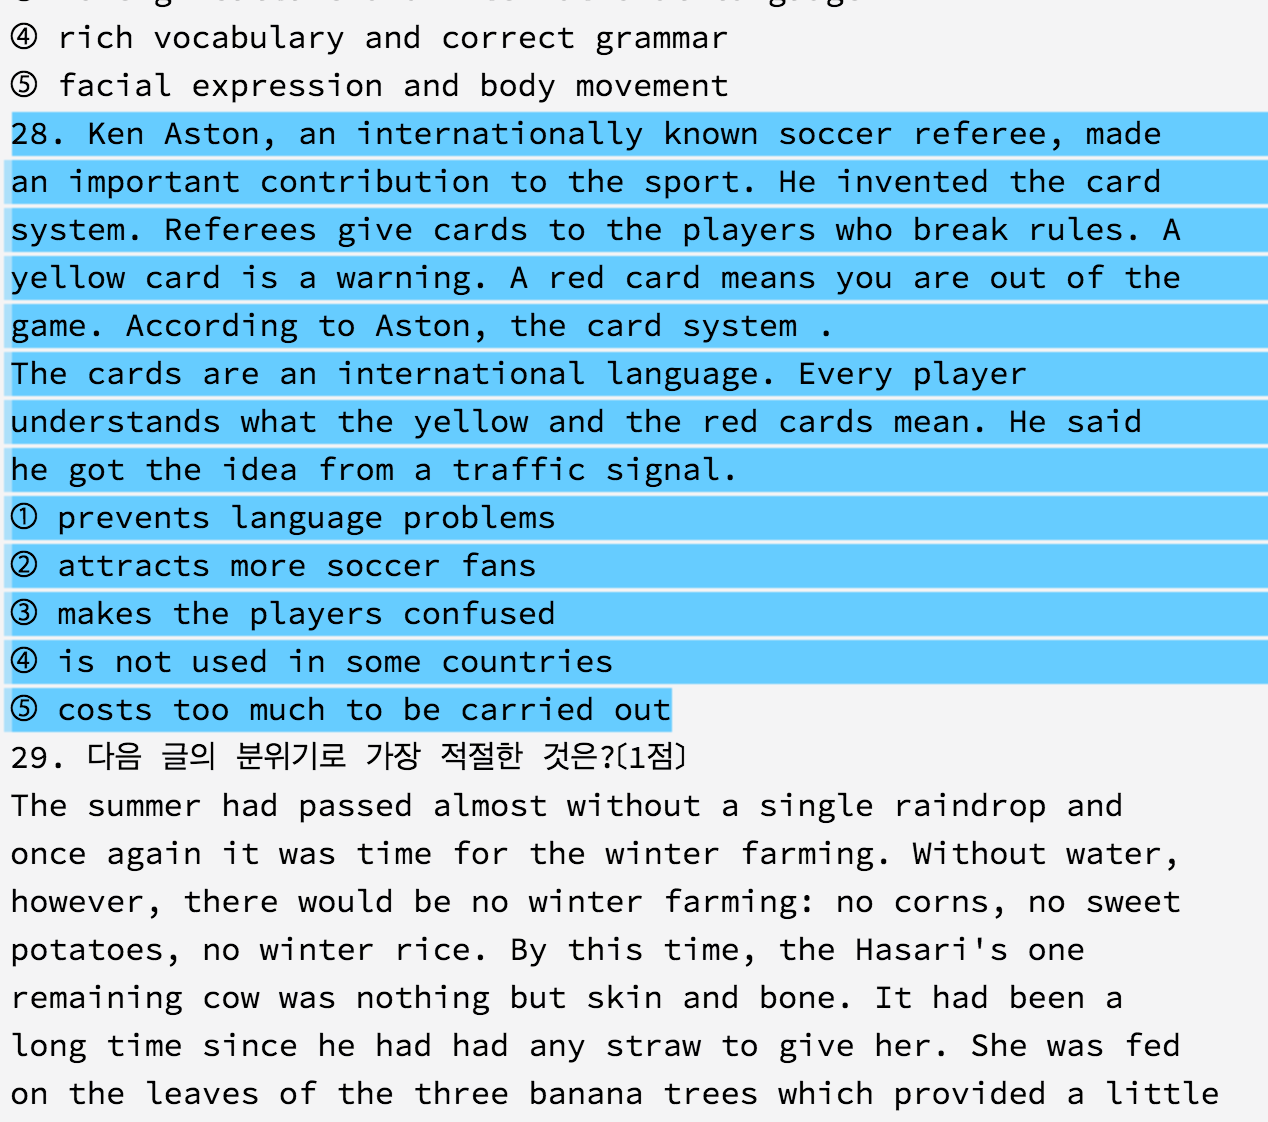 ④ rich vocabulary and correct grammar
⑤ facial expression and body movement
28. Ken Aston, an internationally known soccer referee, made
an important contribution to the sport. He invented the card
system. Referees give cards to the players who break rules. A
yellow card is a warning. A red card means you are out of the
game. According to Aston, the card system .
The cards are an international language. Every player
understands what the yellow and the red cards mean. He said
he got the idea from a traffic signal.
① prevents language problems
② attracts more soccer fans
③ makes the players confused
④ is not used in some countries
⑤ costs too much to be carried out
29. 다음 글의 분위기로 가장 적절한 것은?〔1점〕
The summer had passed almost without a single raindrop and
once again it was time for the winter farming. Without water,
however, there would be no winter farming: no corns, no sweet
potatoes, no winter rice. By this time, the Hasari's one
remaining cow was nothing but skin and bone. It had been a
long time since he had had any straw to give her. She was fed
on the leaves of the three banana trees which provided a little